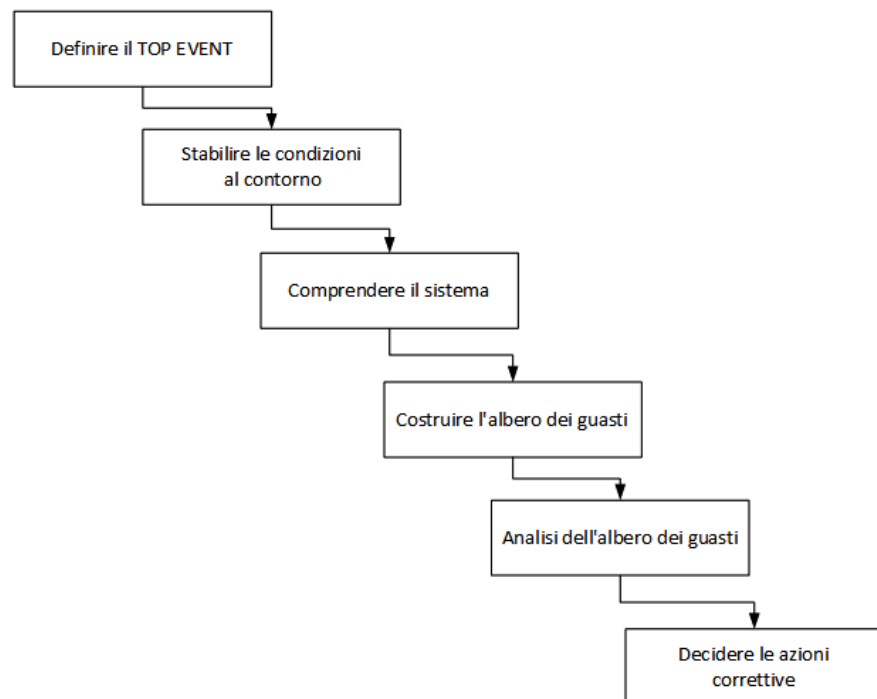 Definire il TOP EVENT
Stabilire le condizioni
al contorno
Comprendere il sistema
Costruire l'albero dei guasti
Analisi dell'albero dei guasti
Decidere le azioni
correttive